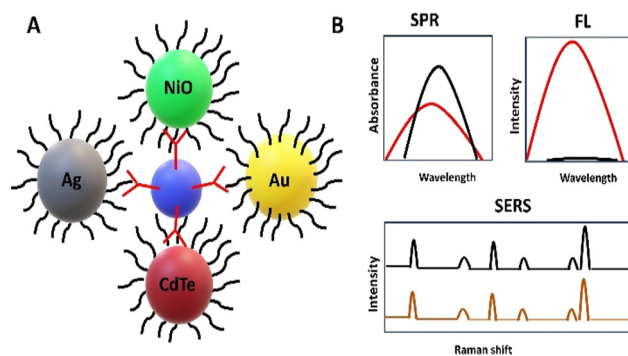 A
NiO
Ag
Au
CdTe
B
SPR
Absorbance
Wavelength
FL
Intensity
Wavelength
SERS
Intensity
Raman shift